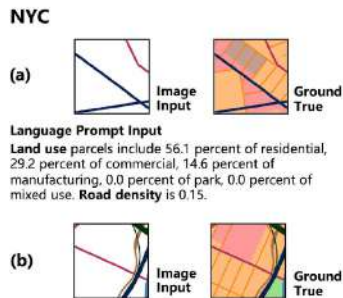 NYC
(a)
Image
Input
Ground
True
Language Prompt Input
Land use parcels include 56.1 percent of residential,
29.2 percent of commercial, 14.6 percent of
manufacturing, 0.0 percent of park, 0.0 percent of
mixed use. Road density is 0.15.
(b)
Image
Input
Ground
True